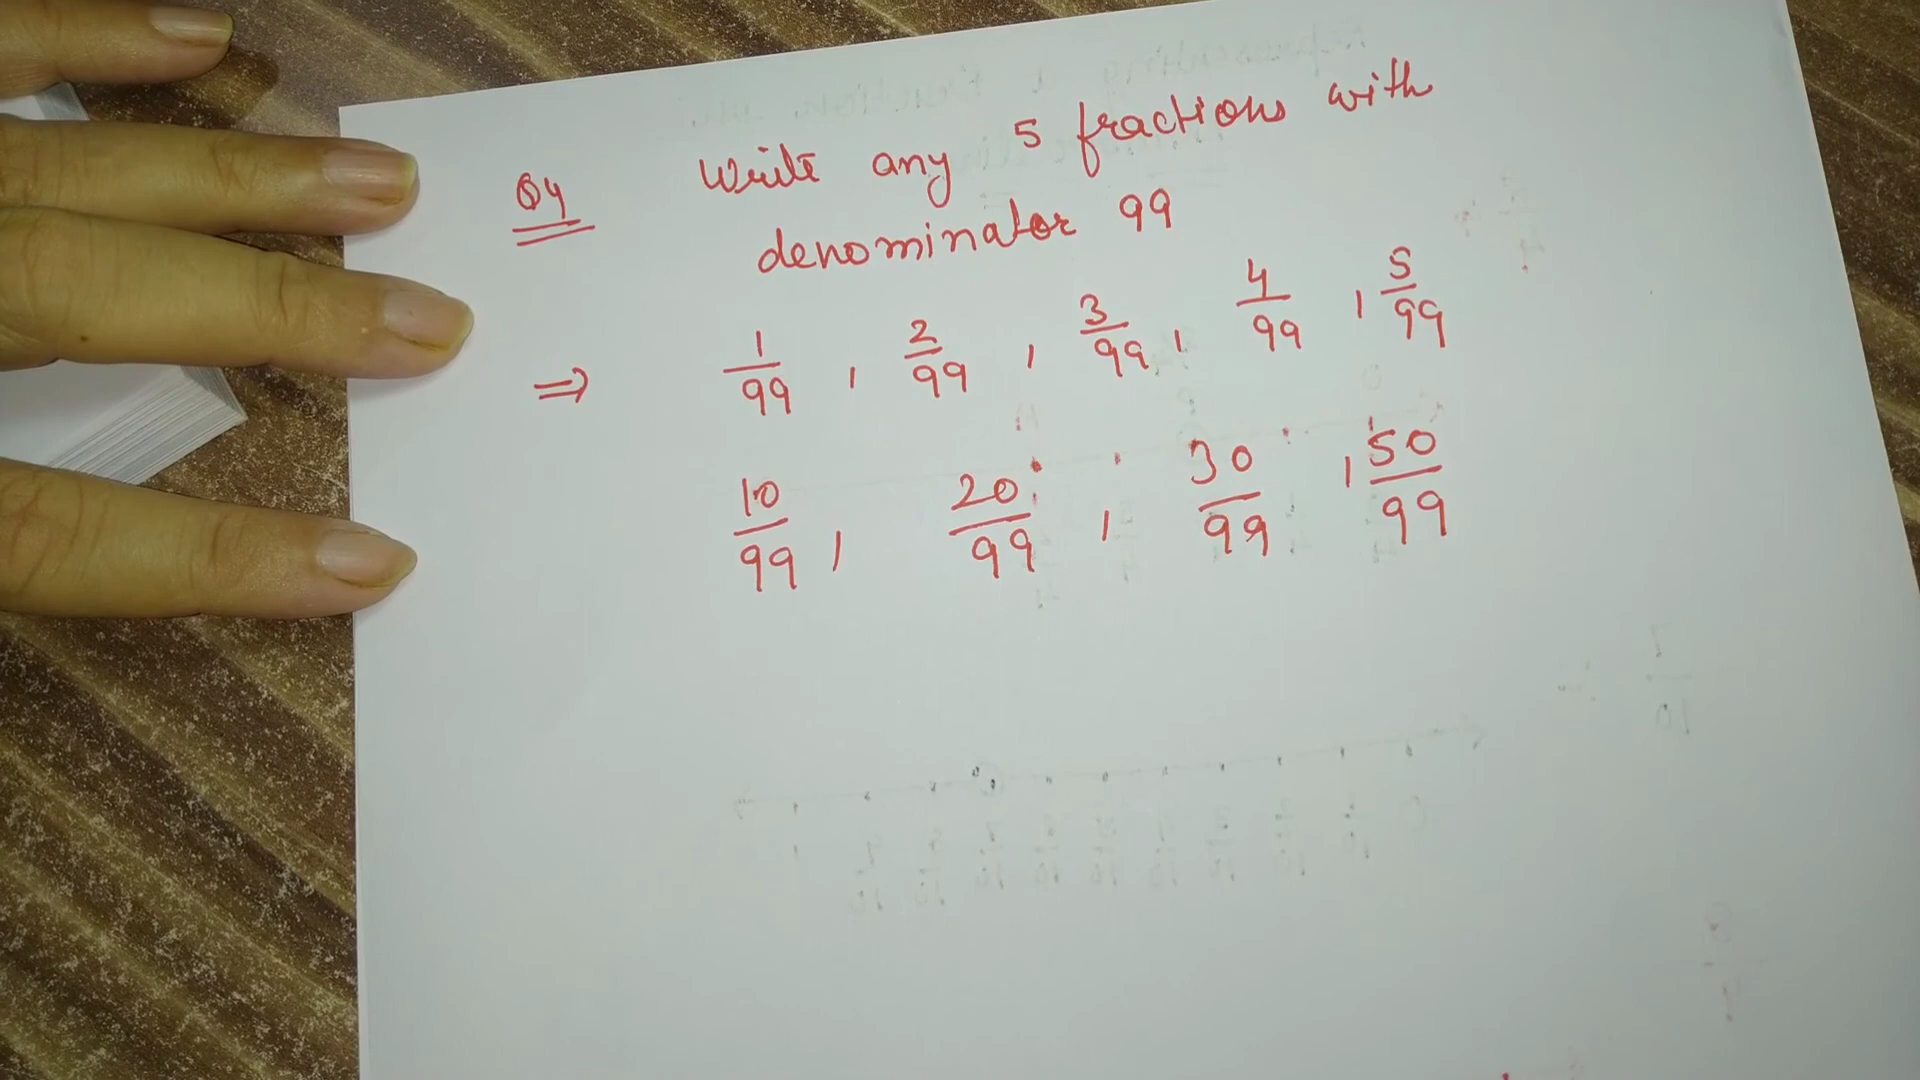 Q4 Write any 5 fractions with
denominator 99
⇒ 1/99 , 2/99 , 3/99 , 4/99 , 5/99
10/99 , 20/99 , 30/99 , 50/99